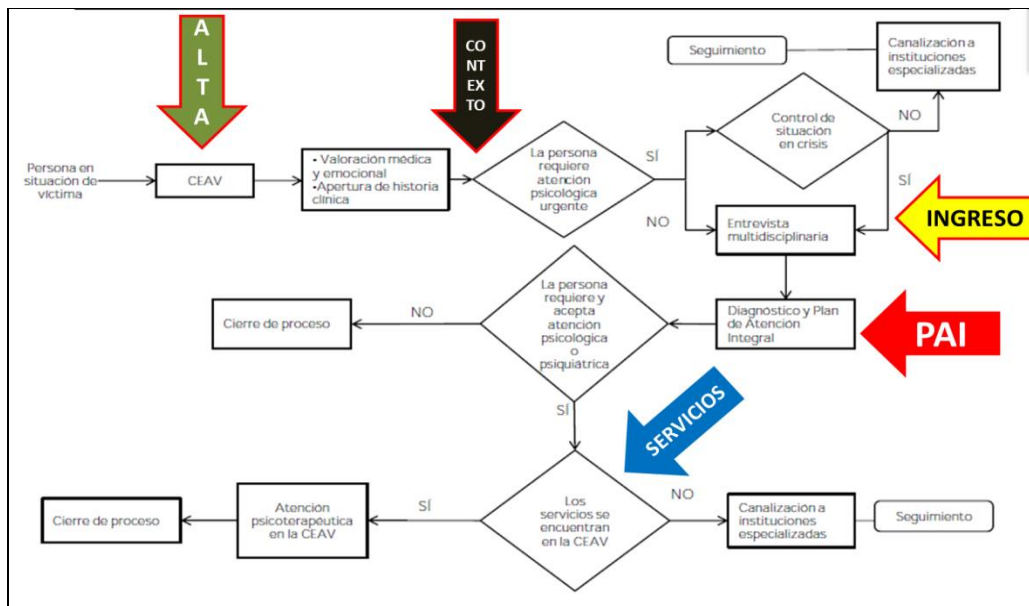 ALTA
CONTEXTO
Seguimiento
Canalización a
instituciones
especializadas
Persona en
situación de
víctima
CEAV
• Valoración médica
y emocional
•Apertura de historia
clínica
La persona
requiere
atención
psicológica
urgente
SÍ
NO
Control de
situación
en crisis
NO
SÍ
Entrevista
multidisciplinaria
INGRESO
Diagnóstico y Plan
de Atención
Integral
PAI
La persona
requiere y
acepta
atención
psicológica
o
psiquiátrica
NO
Cierre de proceso
SÍ
SERVICIOS
Los
servicios se
encuentran
en la CEAV
SÍ
Atención
psicoterapéutica
en la CEAV
Cierre de proceso
NO
Canalización a
instituciones
especializadas
Seguimiento